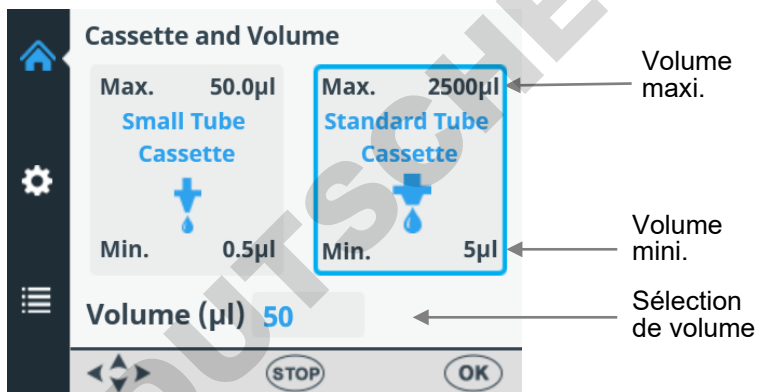 Cassette and Volume
Max. 50.0µl
Small Tube
Cassette
Min. 0.5µl
Max. 2500µl
Standard Tube
Cassette
Min. 5µl
Volume (µl) 50
STOP
OK
Volume
maxi.
Volume
mini.
Sélection
de volume
DUTSCHE